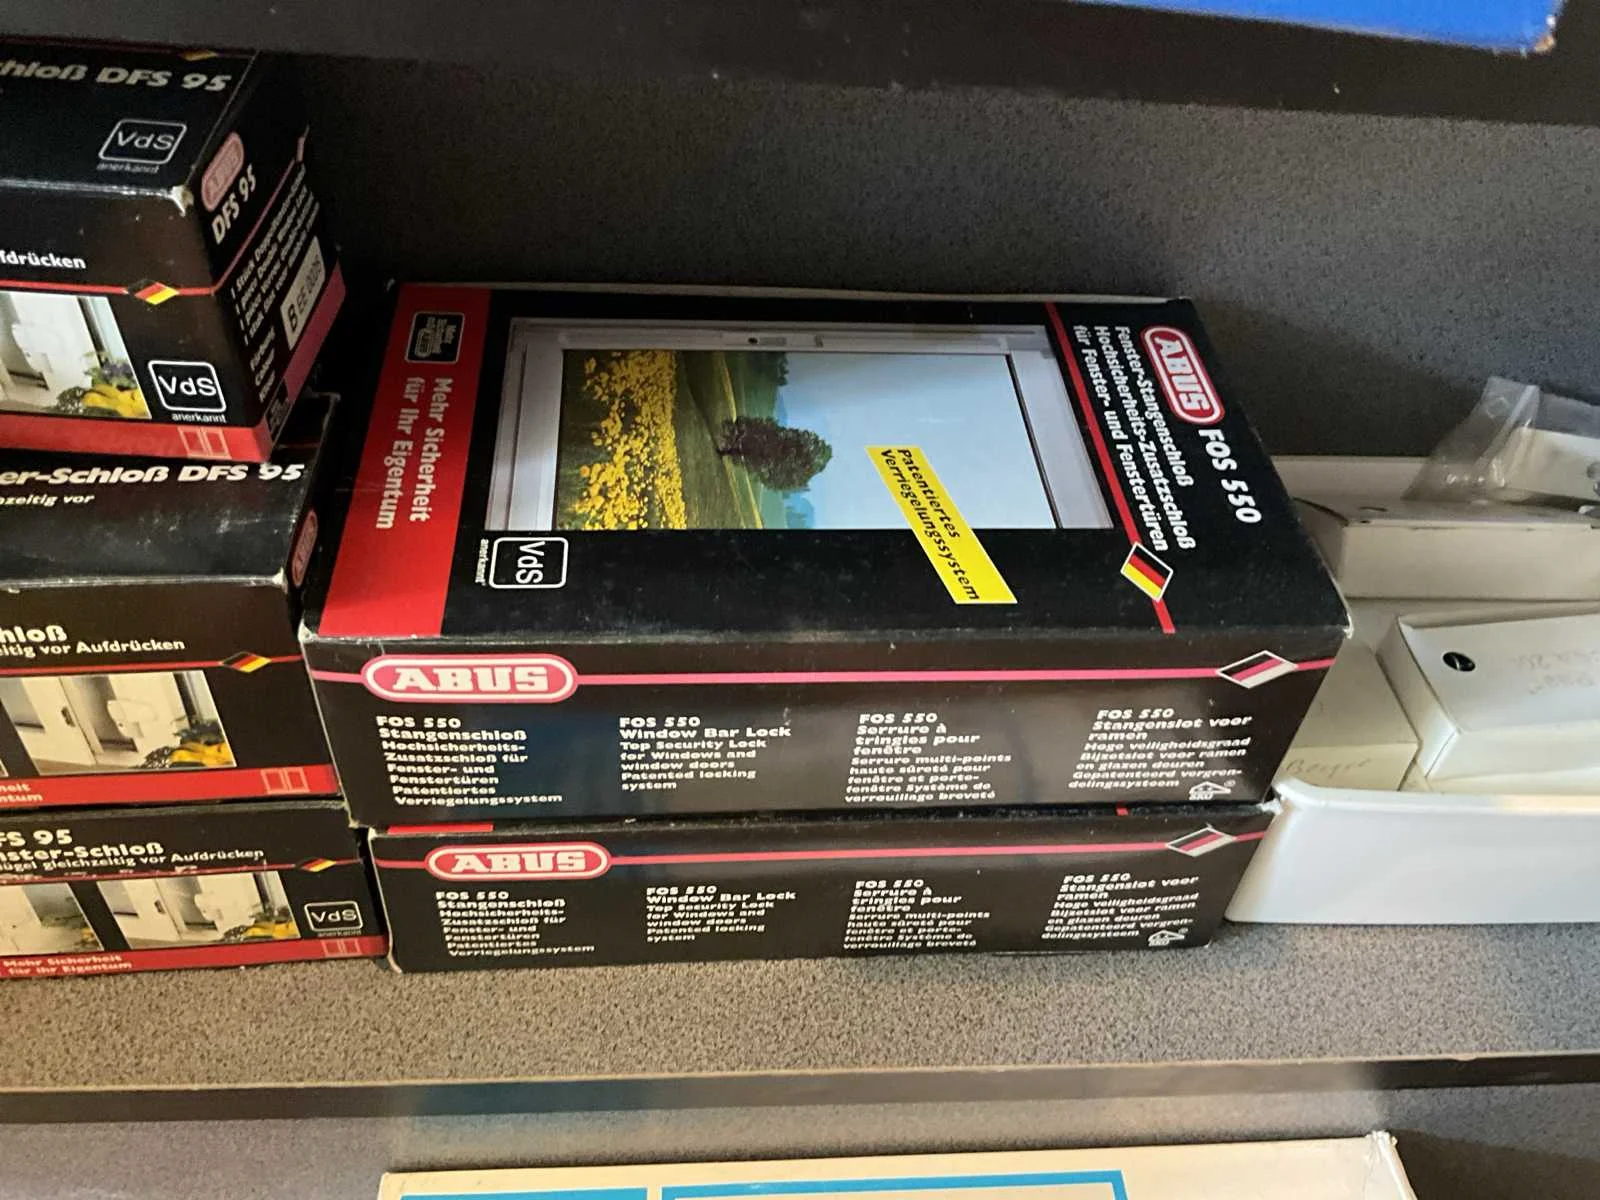 hloß DFS 95
VdS
anerkannt
ABUS
DFS 95
B EE 0025
fdrücken
VdS
anerkannt
er-Schloß DFS 95
zeitig vor
hloß
eitig vor Aufdrücken
heit
ntum
FS 95
nster-Schloß
lügel gleichzeitig vor Aufdrücken
VdS
anerkannt
Mehr Sicherheit
für Ihr Eigentum
ABUS
FOS 550
Fenster-Stangenschloß
Hochsicherheits-Zusatzschloß
für Fenster- und Fenstertüren
Patentiertes
Verriegelungssystem
VdS
anerkannt
Mehr Sicherheit
für Ihr Eigentum
ABUS
FOS 550
Stangenschloß
Hochsicherheits-
Zusatzschloß für
Fenster- und
Fenstertüren
Patentiertes
Verriegelungssystem
FOS 550
Window Bar Lock
Top Security Lock
for Windows and
window doors
Patented locking
system
FOS 550
Serrure à
tringles pour
fenêtre
Serrure multi-points
haute sûreté pour
fenêtre et porte-
fenêtre Système de
verrouillage breveté
FOS 550
Stangenslot voor
ramen
Hoge veiligheidsgraad
Bijzetslot voor ramen
en glazen deuren
Gepatenteerd vergren-
delingssysteem
ABUS
FOS 550
Stangenschloß
Hochsicherheits-
Zusatzschloß für
Fenster- und
Fenstertüren
Patentiertes
Verriegelungssystem
FOS 550
Window Bar Lock
Top Security Lock
for Windows and
window doors
Patented locking
system
FOS 550
Serrure à
tringles pour
fenêtre
Serrure multi-points
haute sûreté pour
fenêtre et porte-
fenêtre Système de
verrouillage breveté
FOS 550
Stangenslot voor
ramen
Hoge veiligheidsgraad
Bijzetslot voor ramen
en glazen deuren
Gepatenteerd vergren-
delingssysteem